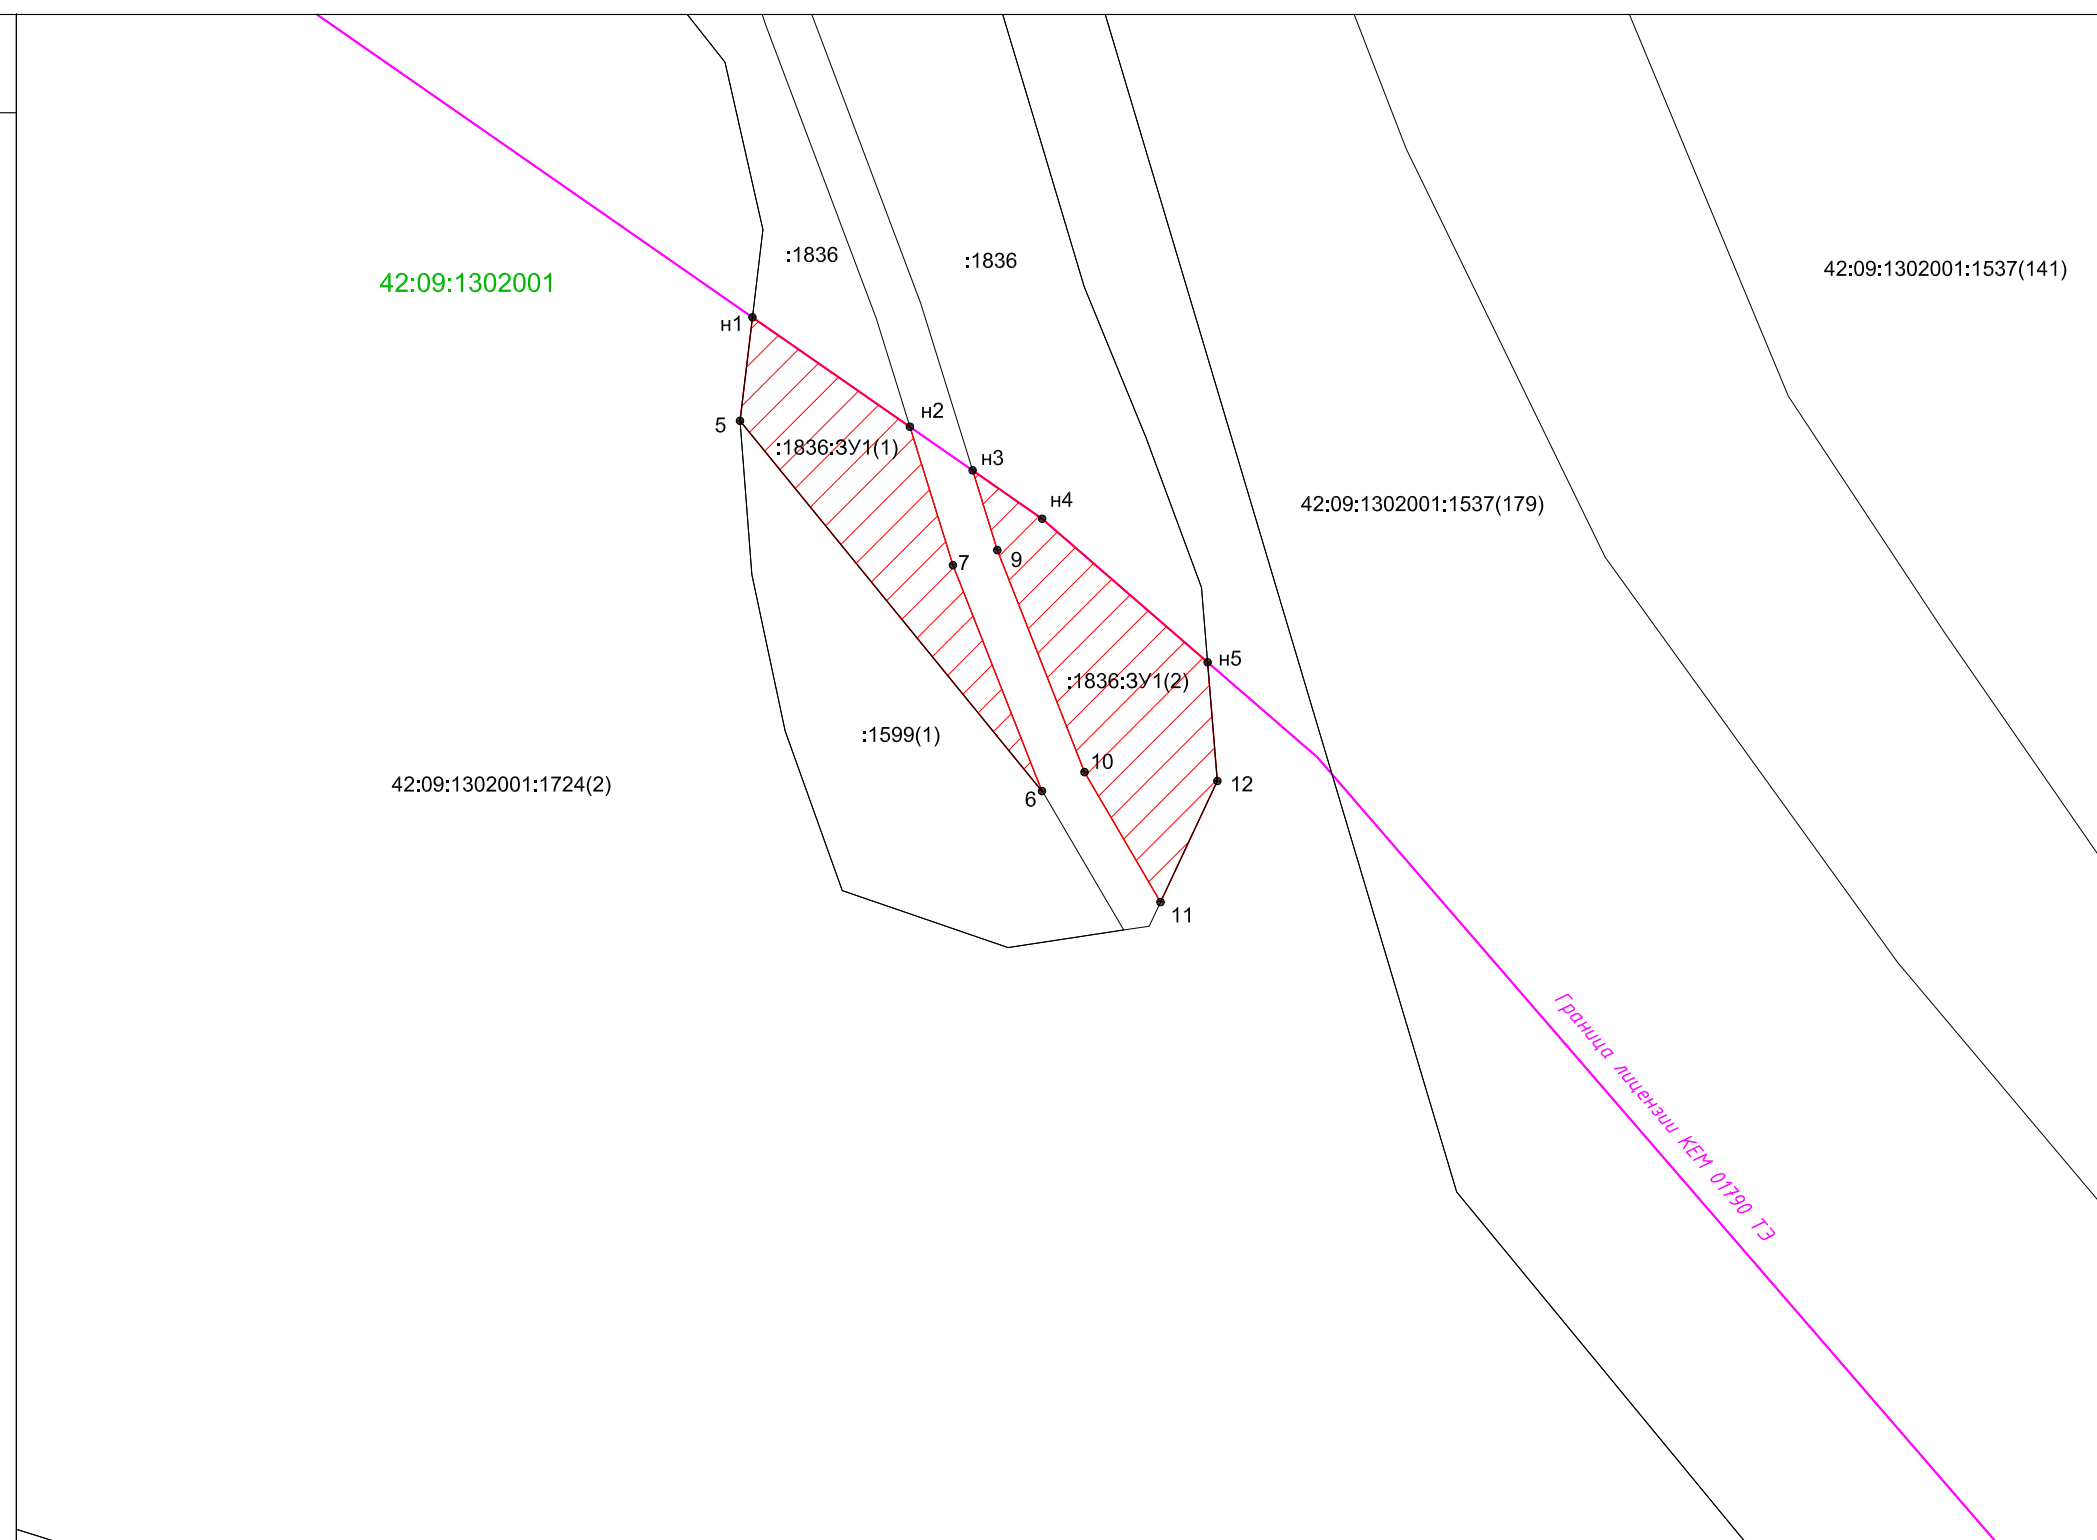 :1836
:1836
42:09:1302001:1537(141)
42:09:1302001
н1
н2
5
:1836:ЗУ1(1)
н3
н4
42:09:1302001:1537(179)
7
9
н5
:1836:ЗУ1(2)
:1599(1)
10
42:09:1302001:1724(2)
12
6
11
Граница лицензии КЕМ 01790 ТЭ